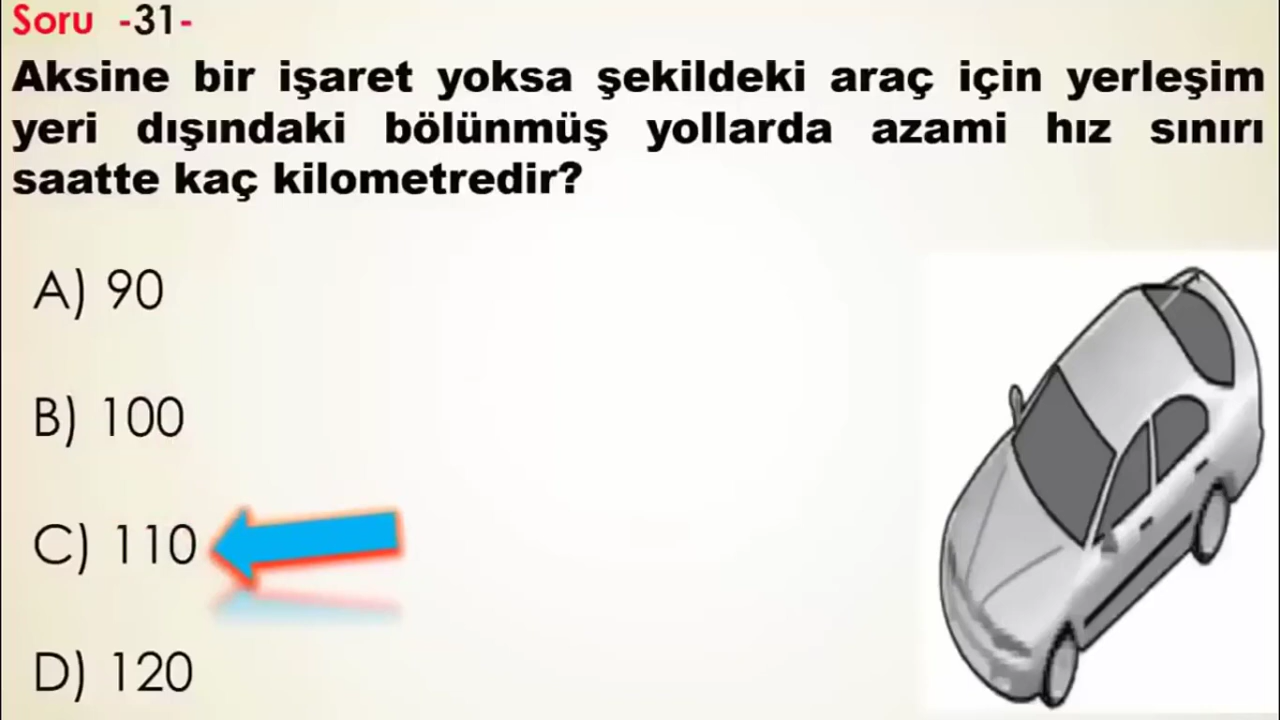 Soru -31-
Aksine bir işaret yoksa şekildeki araç için yerleşim
yeri dışındaki bölünmüş yollarda azami hız sınırı
saatte kaç kilometredir?
A) 90
B) 100
C) 110
D) 120